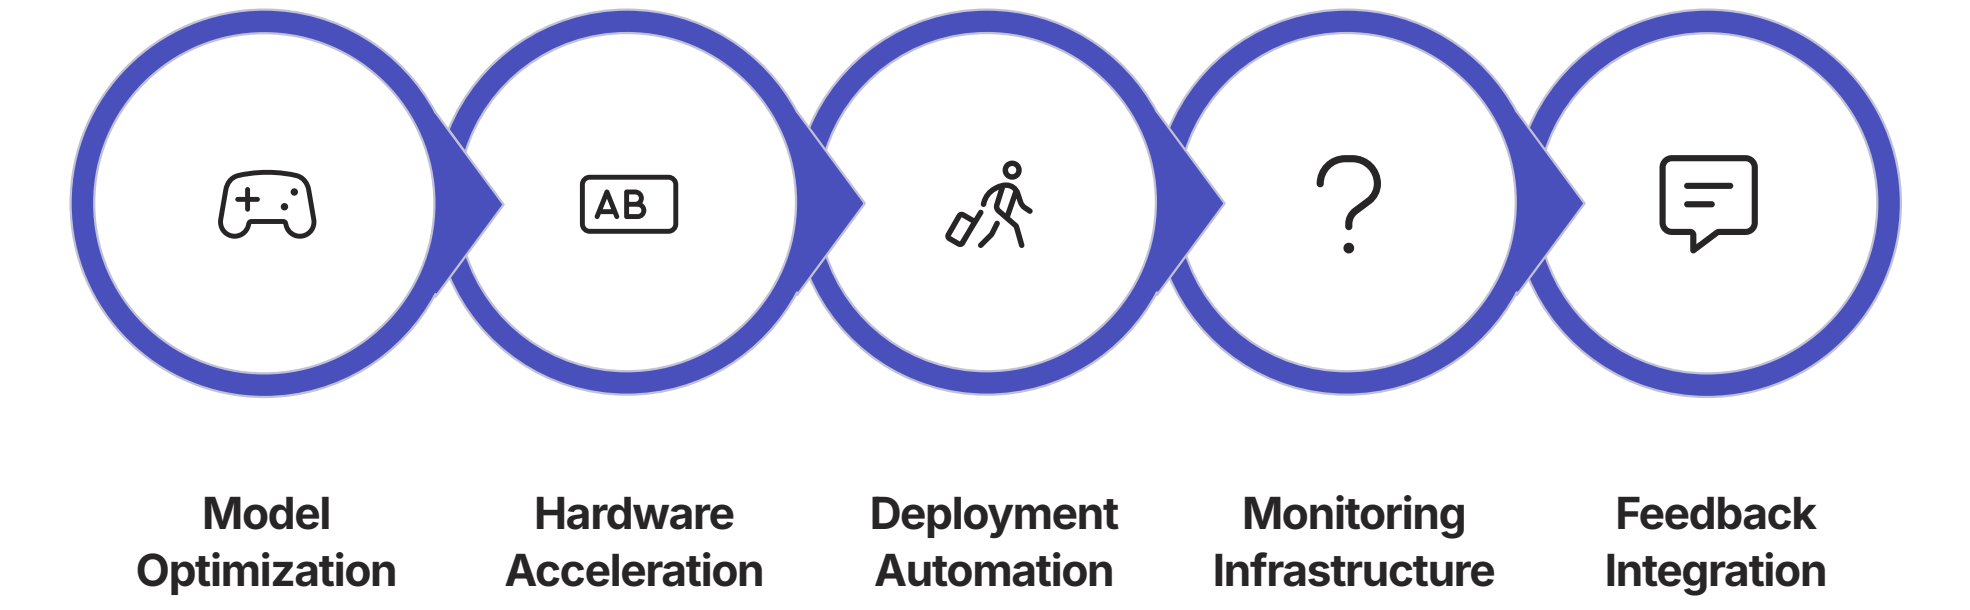 AB
Model
Optimization
Hardware
Acceleration
Deployment
Automation
Monitoring
Infrastructure
Feedback
Integration